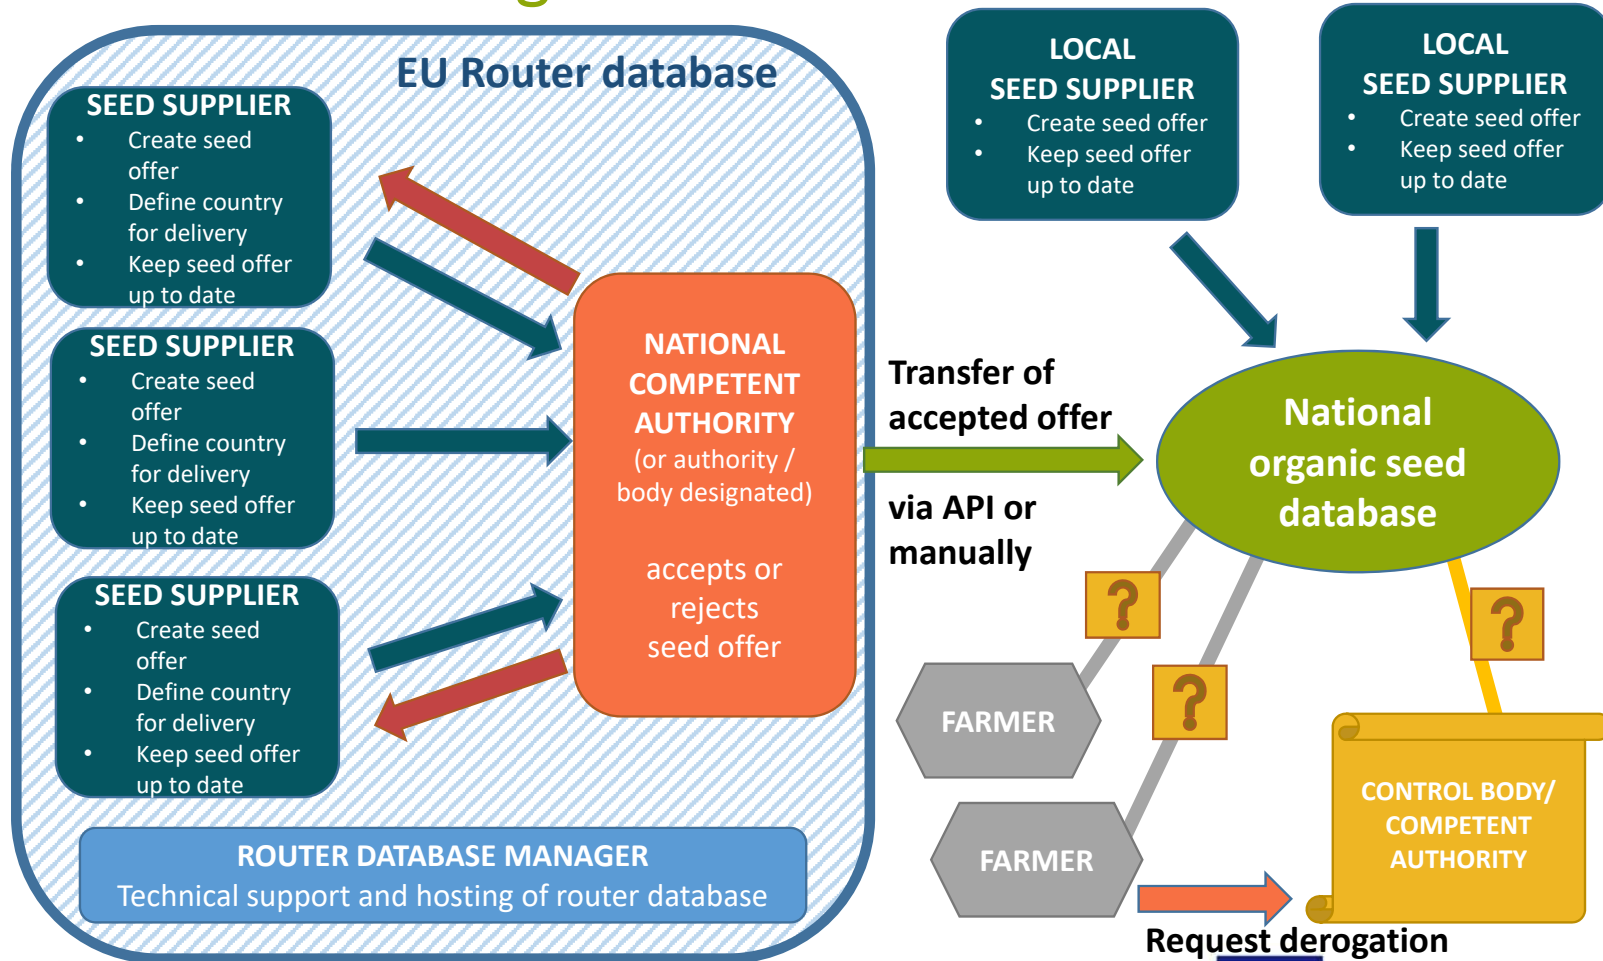 EU Router database
SEED SUPPLIER
• Create seed
offer
• Define country
for delivery
• Keep seed offer
up to date
SEED SUPPLIER
• Create seed
offer
• Define country
for delivery
• Keep seed offer
up to date
SEED SUPPLIER
• Create seed
offer
• Define country
for delivery
• Keep seed offer
up to date
NATIONAL
COMPETENT
AUTHORITY
(or authority /
body designated)
accepts or
rejects
seed offer
ROUTER DATABASE MANAGER
Technical support and hosting of router database
Transfer of
accepted offer
via API or
manually
LOCAL
SEED SUPPLIER
• Create seed offer
• Keep seed offer
up to date
LOCAL
SEED SUPPLIER
• Create seed offer
• Keep seed offer
up to date
National
organic seed
database
?
?
?
FARMER
FARMER
CONTROL BODY/
COMPETENT
AUTHORITY
Request derogation